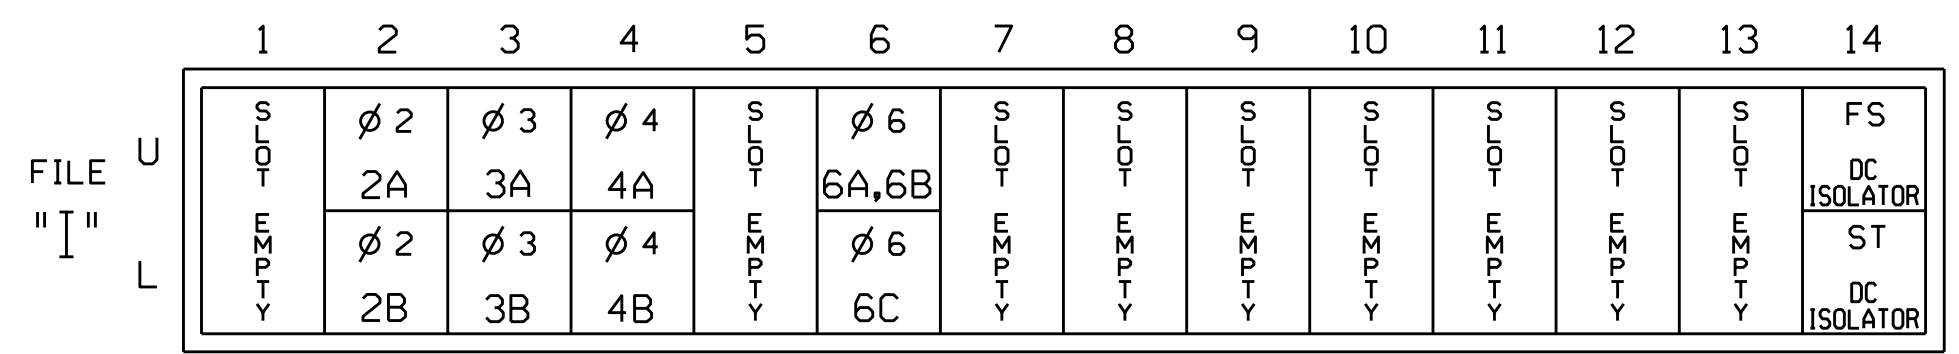 1 2 3 4 5 6 7 8 9 10 11 12 13 14
FILE "I"
U
L
SLOT EMPTY
Ø 2
2A
Ø 2
2B
Ø 3
3A
Ø 3
3B
Ø 4
4A
Ø 4
4B
SLOT EMPTY
Ø 6
6A,6B
Ø 6
6C
SLOT EMPTY
SLOT EMPTY
SLOT EMPTY
SLOT EMPTY
SLOT EMPTY
SLOT EMPTY
SLOT EMPTY
FS
DC
ISOLATOR
ST
DC
ISOLATOR